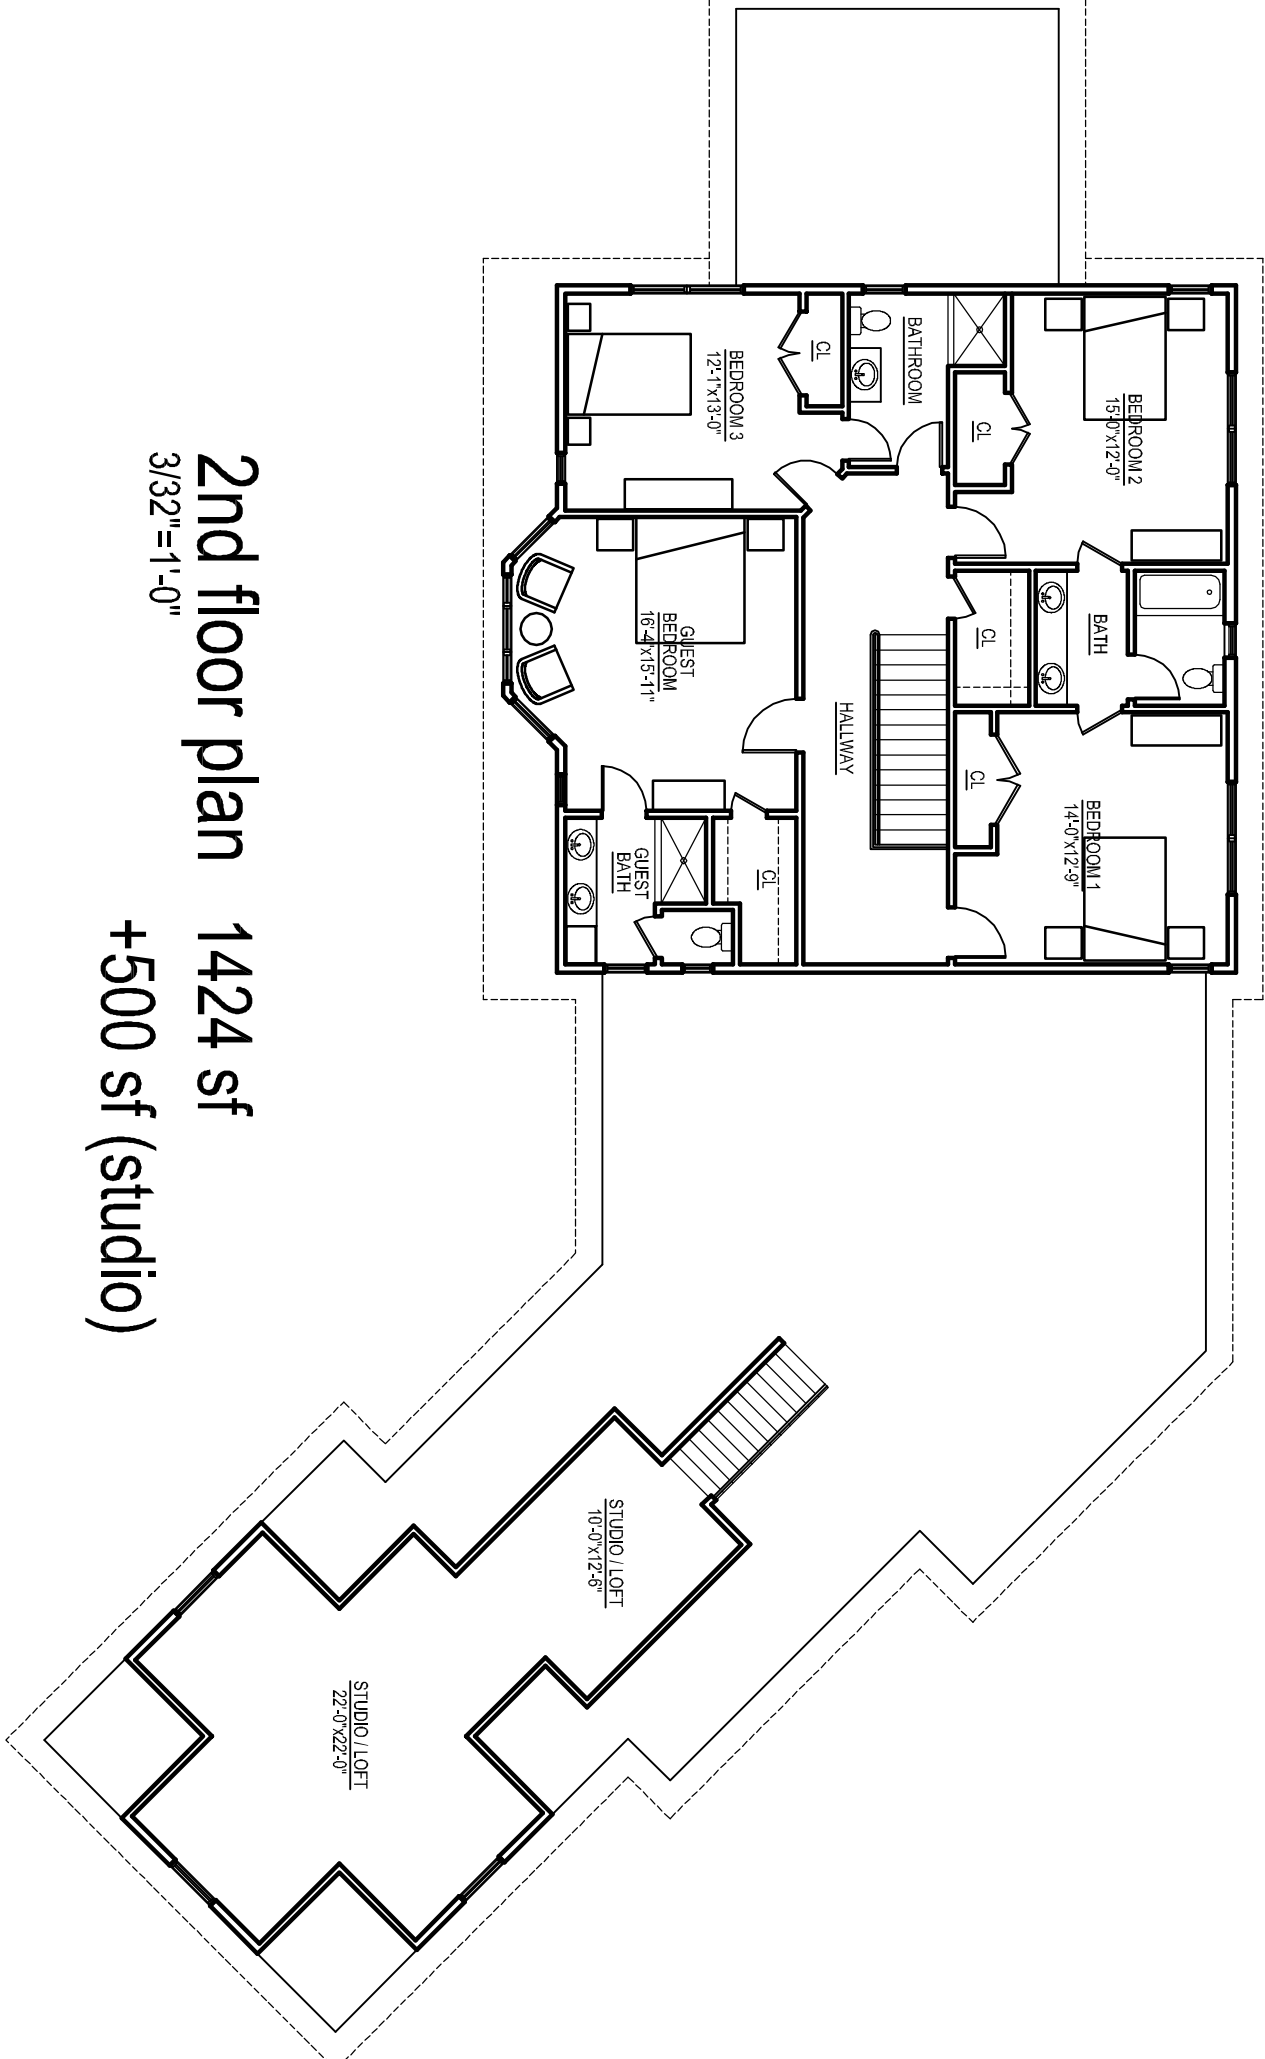 BEDROOM 2
15'-0"x12'-0"
BATH
BEDROOM 1
14'-0"x12'-9"
CL
CL
CL
BATHROOM
HALLWAY
CL
BEDROOM 3
12'-1"x13'-0"
GUEST
BEDROOM
16'-4"x15'-11"
CL
GUEST
BATH
STUDIO / LOFT
10'-0"x12'-6"
STUDIO / LOFT
22'-0"x22'-0"
2nd floor plan 1424 sf
3/32"=1'-0"
+500 sf (studio)